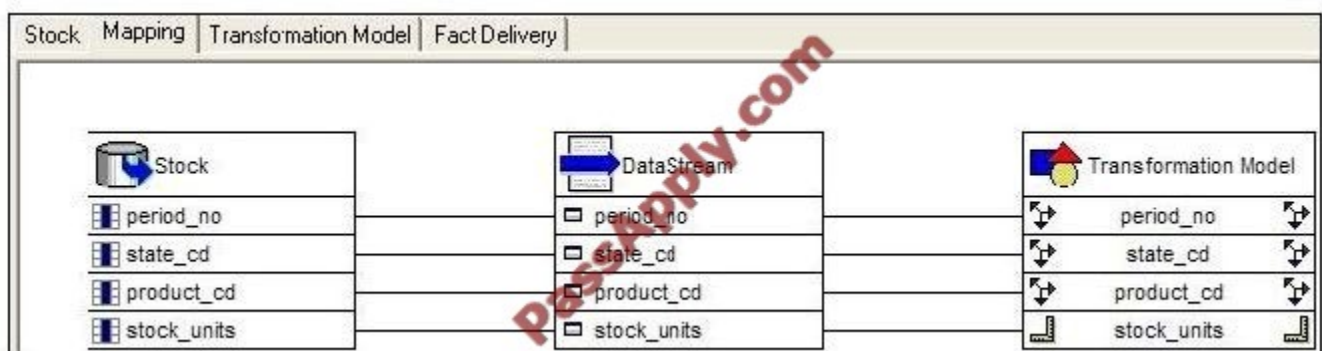 Stock Mapping Transformation Model Fact Delivery
PassApply.com
Stock DataStream Transformation Model
period_no period_no period_no
state_cd state_cd state_cd
product_cd product_cd product_cd
stock_units stock_units stock_units